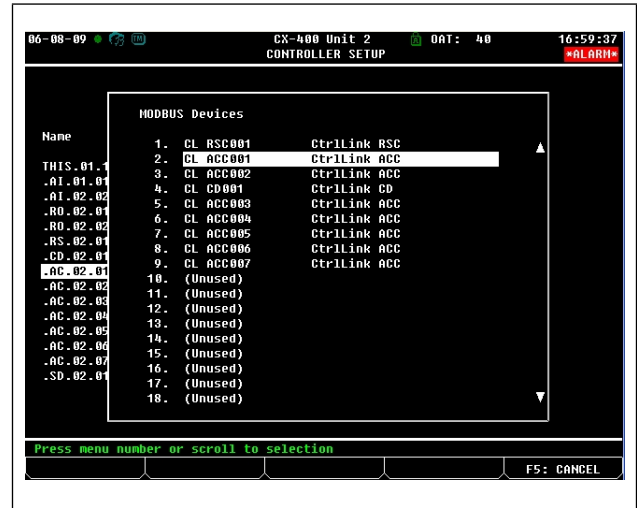 06-08-09 TM CX-400 Unit 2 A OAT: 40 16:59:37
CONTROLLER SETUP *ALARM*
MODBUS Devices
Name
1. CL RSC001 CtrlLink RSC
2. CL ACC001 CtrlLink ACC
3. CL ACC002 CtrlLink ACC
4. CL CD001 CtrlLink CD
5. CL ACC003 CtrlLink ACC
6. CL ACC004 CtrlLink ACC
7. CL ACC005 CtrlLink ACC
8. CL ACC006 CtrlLink ACC
9. CL ACC007 CtrlLink ACC
10. (Unused)
11. (Unused)
12. (Unused)
13. (Unused)
14. (Unused)
15. (Unused)
16. (Unused)
17. (Unused)
18. (Unused)
THIS.01.1
.AI.01.01
.AI.02.02
.RO.02.01
.RO.02.02
.RS.02.01
.CD.02.01
.AC.02.01
.AC.02.02
.AC.02.03
.AC.02.04
.AC.02.05
.AC.02.06
.AC.02.07
.SD.02.01
Press menu number or scroll to selection
F5: CANCEL